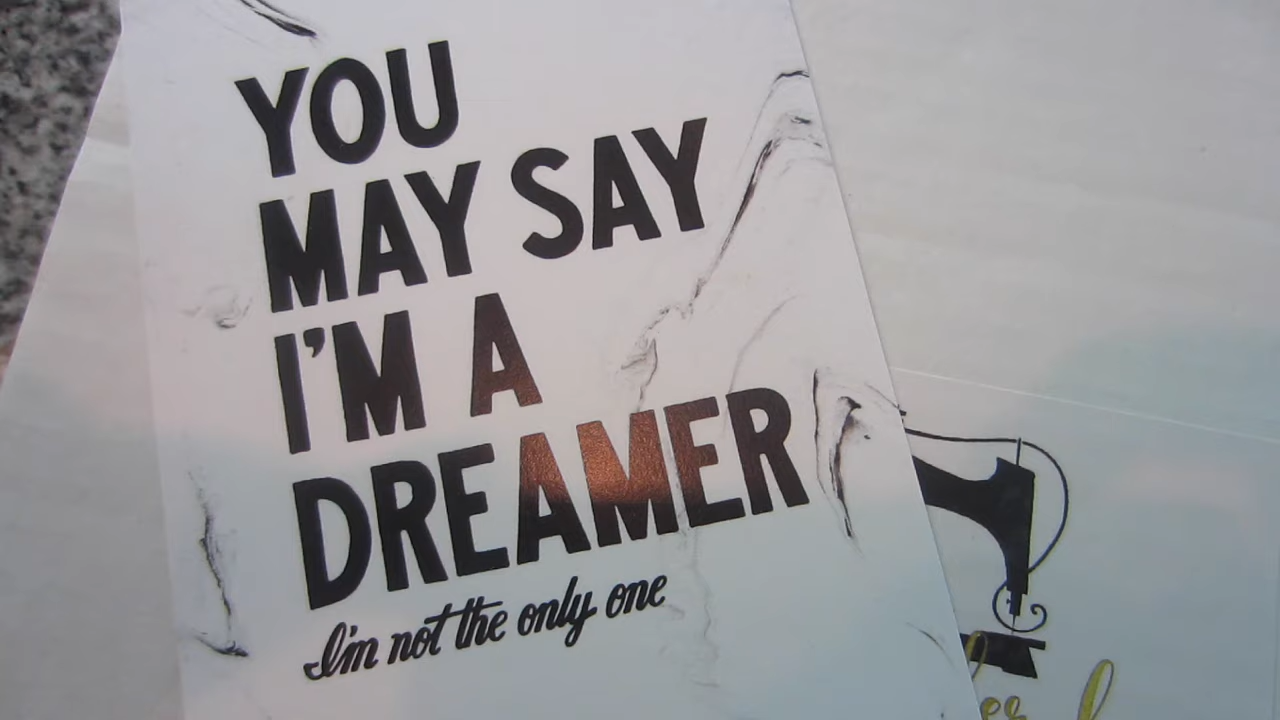 YOU
MAY SAY
I'M A
DREAMER
I'm not the only one